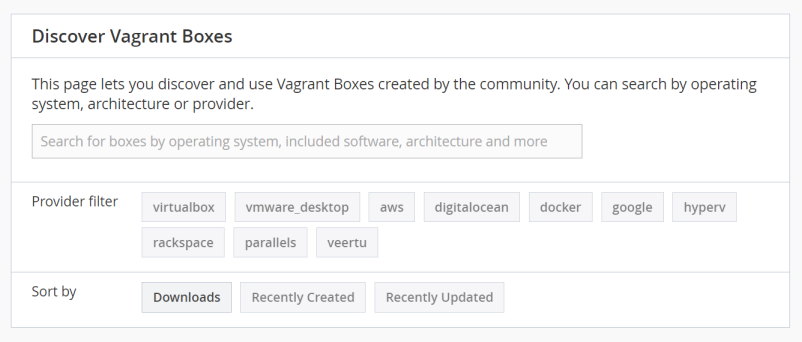 Discover Vagrant Boxes
This page lets you discover and use Vagrant Boxes created by the community. You can search by operating
system, architecture or provider.
Search for boxes by operating system, included software, architecture and more
Provider filter virtualbox vmware_desktop aws digitalocean docker google hyperv
rackspace parallels veertu
Sort by Downloads Recently Created Recently Updated